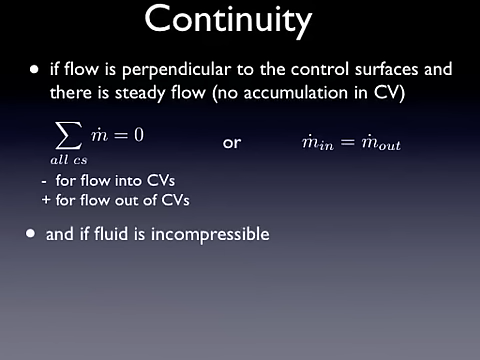 Continuity
• if flow is perpendicular to the control surfaces and
there is steady flow (no accumulation in CV)
∑ ṁ = 0 or ṁ_in = ṁ_out
all cs
- for flow into CVs
+ for flow out of CVs
• and if fluid is incompressible